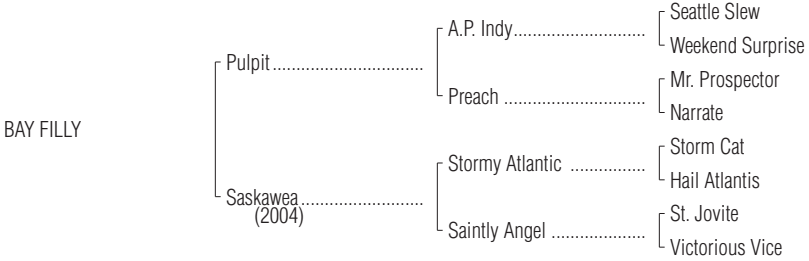 Seattle Slew
A.P. Indy..............................
Weekend Surprise
Pulpit..................................
Mr. Prospector
Preach ................................
Narrate
BAY FILLY
Storm Cat
Stormy Atlantic .................
Hail Atlantis
Saskawea............................
(2004)
St. Jovite
Saintly Angel .....................
Victorious Vice